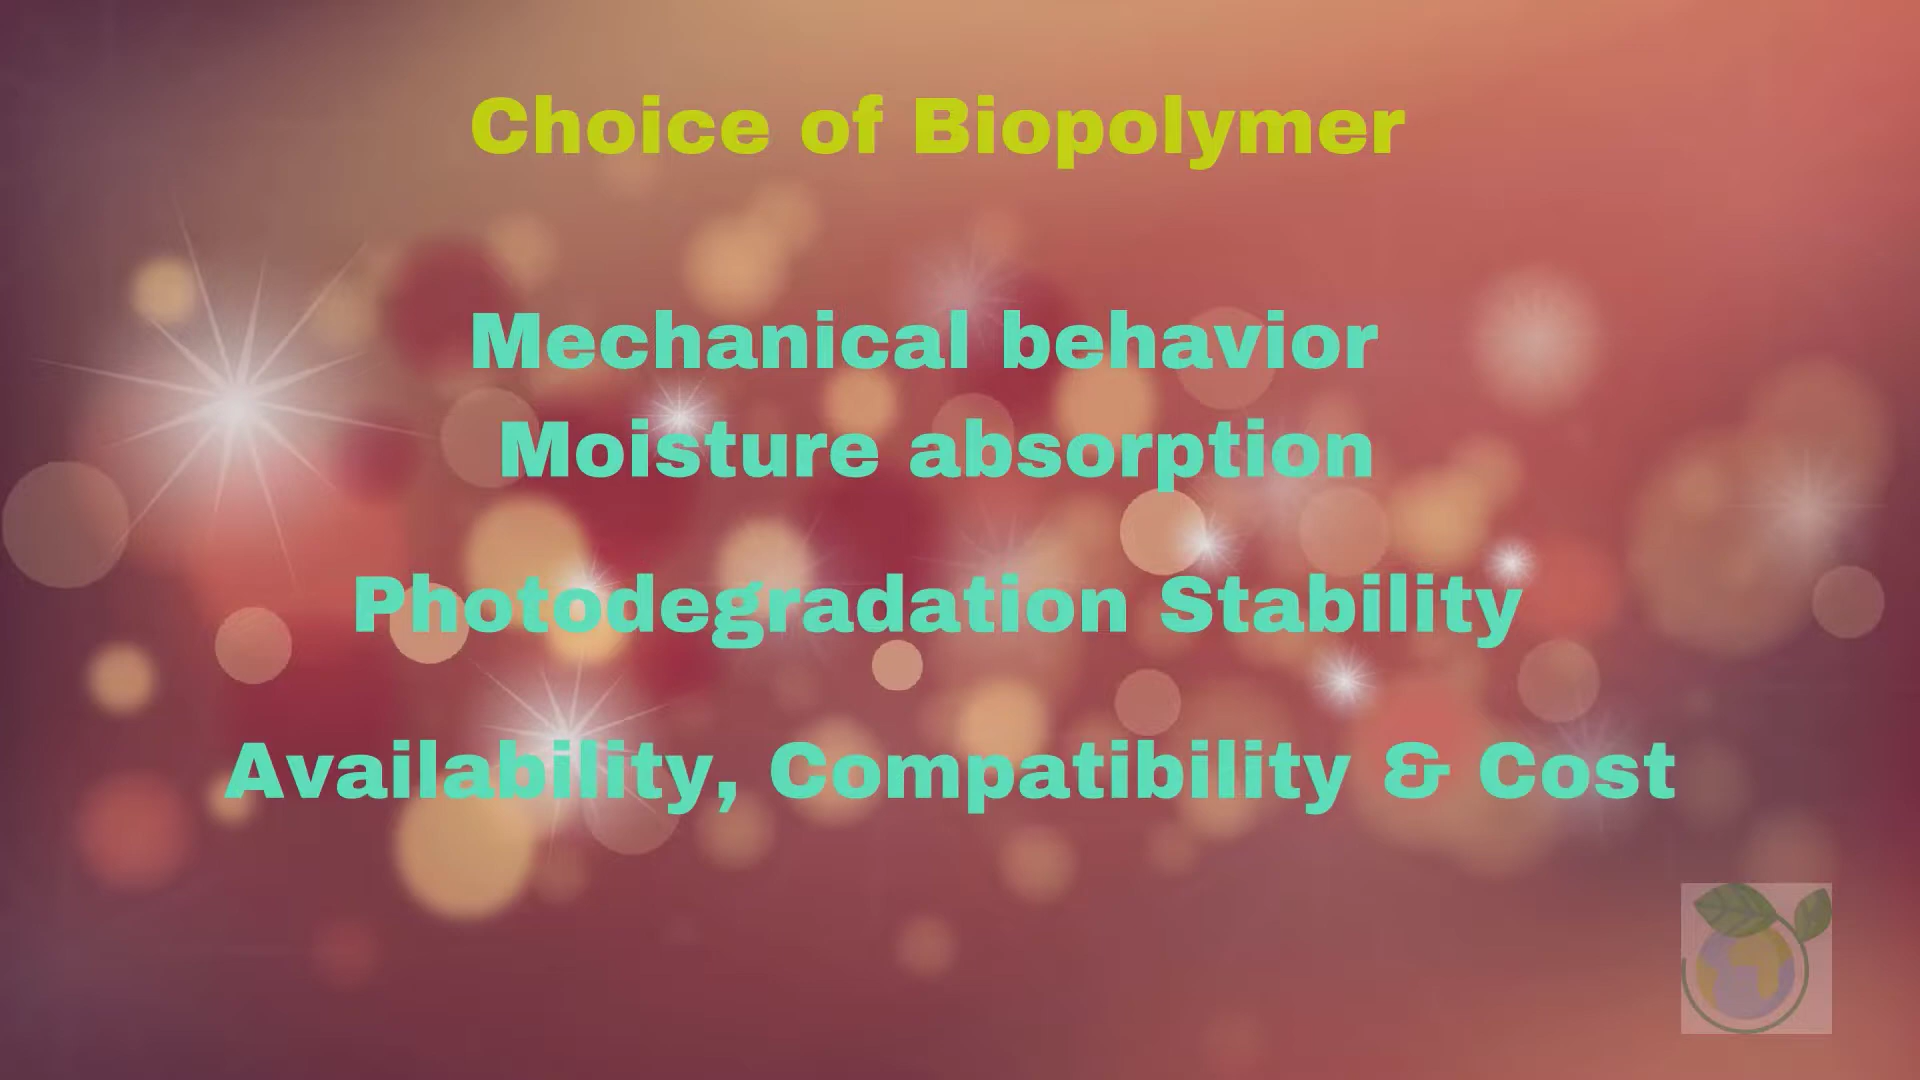 Choice of Biopolymer
Mechanical behavior
Moisture absorption
Photodegradation Stability
Availability, Compatibility & Cost